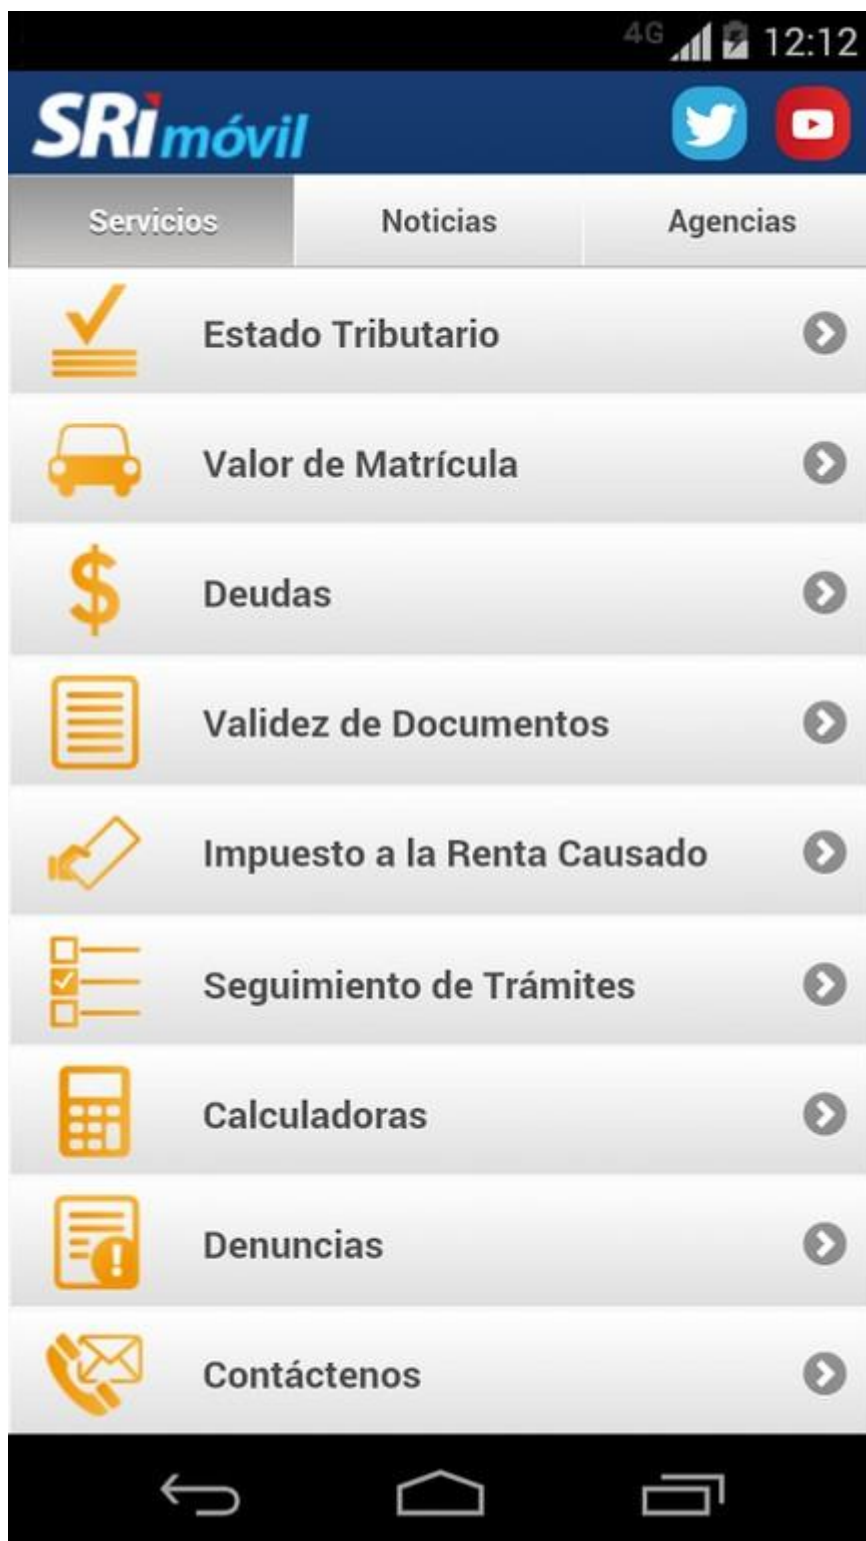 4G 12:12
SRi móvil
Servicios Noticias Agencias
Estado Tributario
Valor de Matrícula
Deudas
Validez de Documentos
Impuesto a la Renta Causado
Seguimiento de Trámites
Calculadoras
Denuncias
Contáctenos